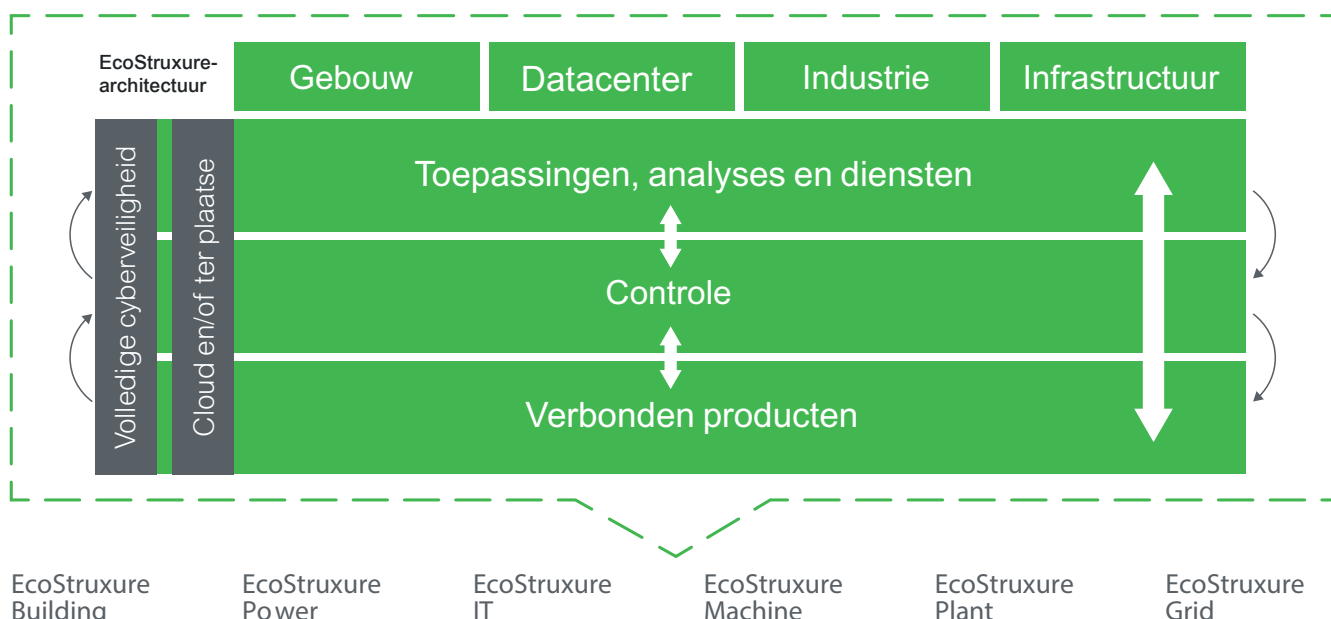 EcoStruxure-
architectuur
Gebouw
Datacenter
Industrie
Infrastructuur
Volledige cyberveiligheid
Cloud en/of ter plaatse
Toepassingen, analyses en diensten
Controle
Verbonden producten
EcoStruxure
Building
EcoStruxure
Power
EcoStruxure
IT
EcoStruxure
Machine
EcoStruxure
Plant
EcoStruxure
Grid